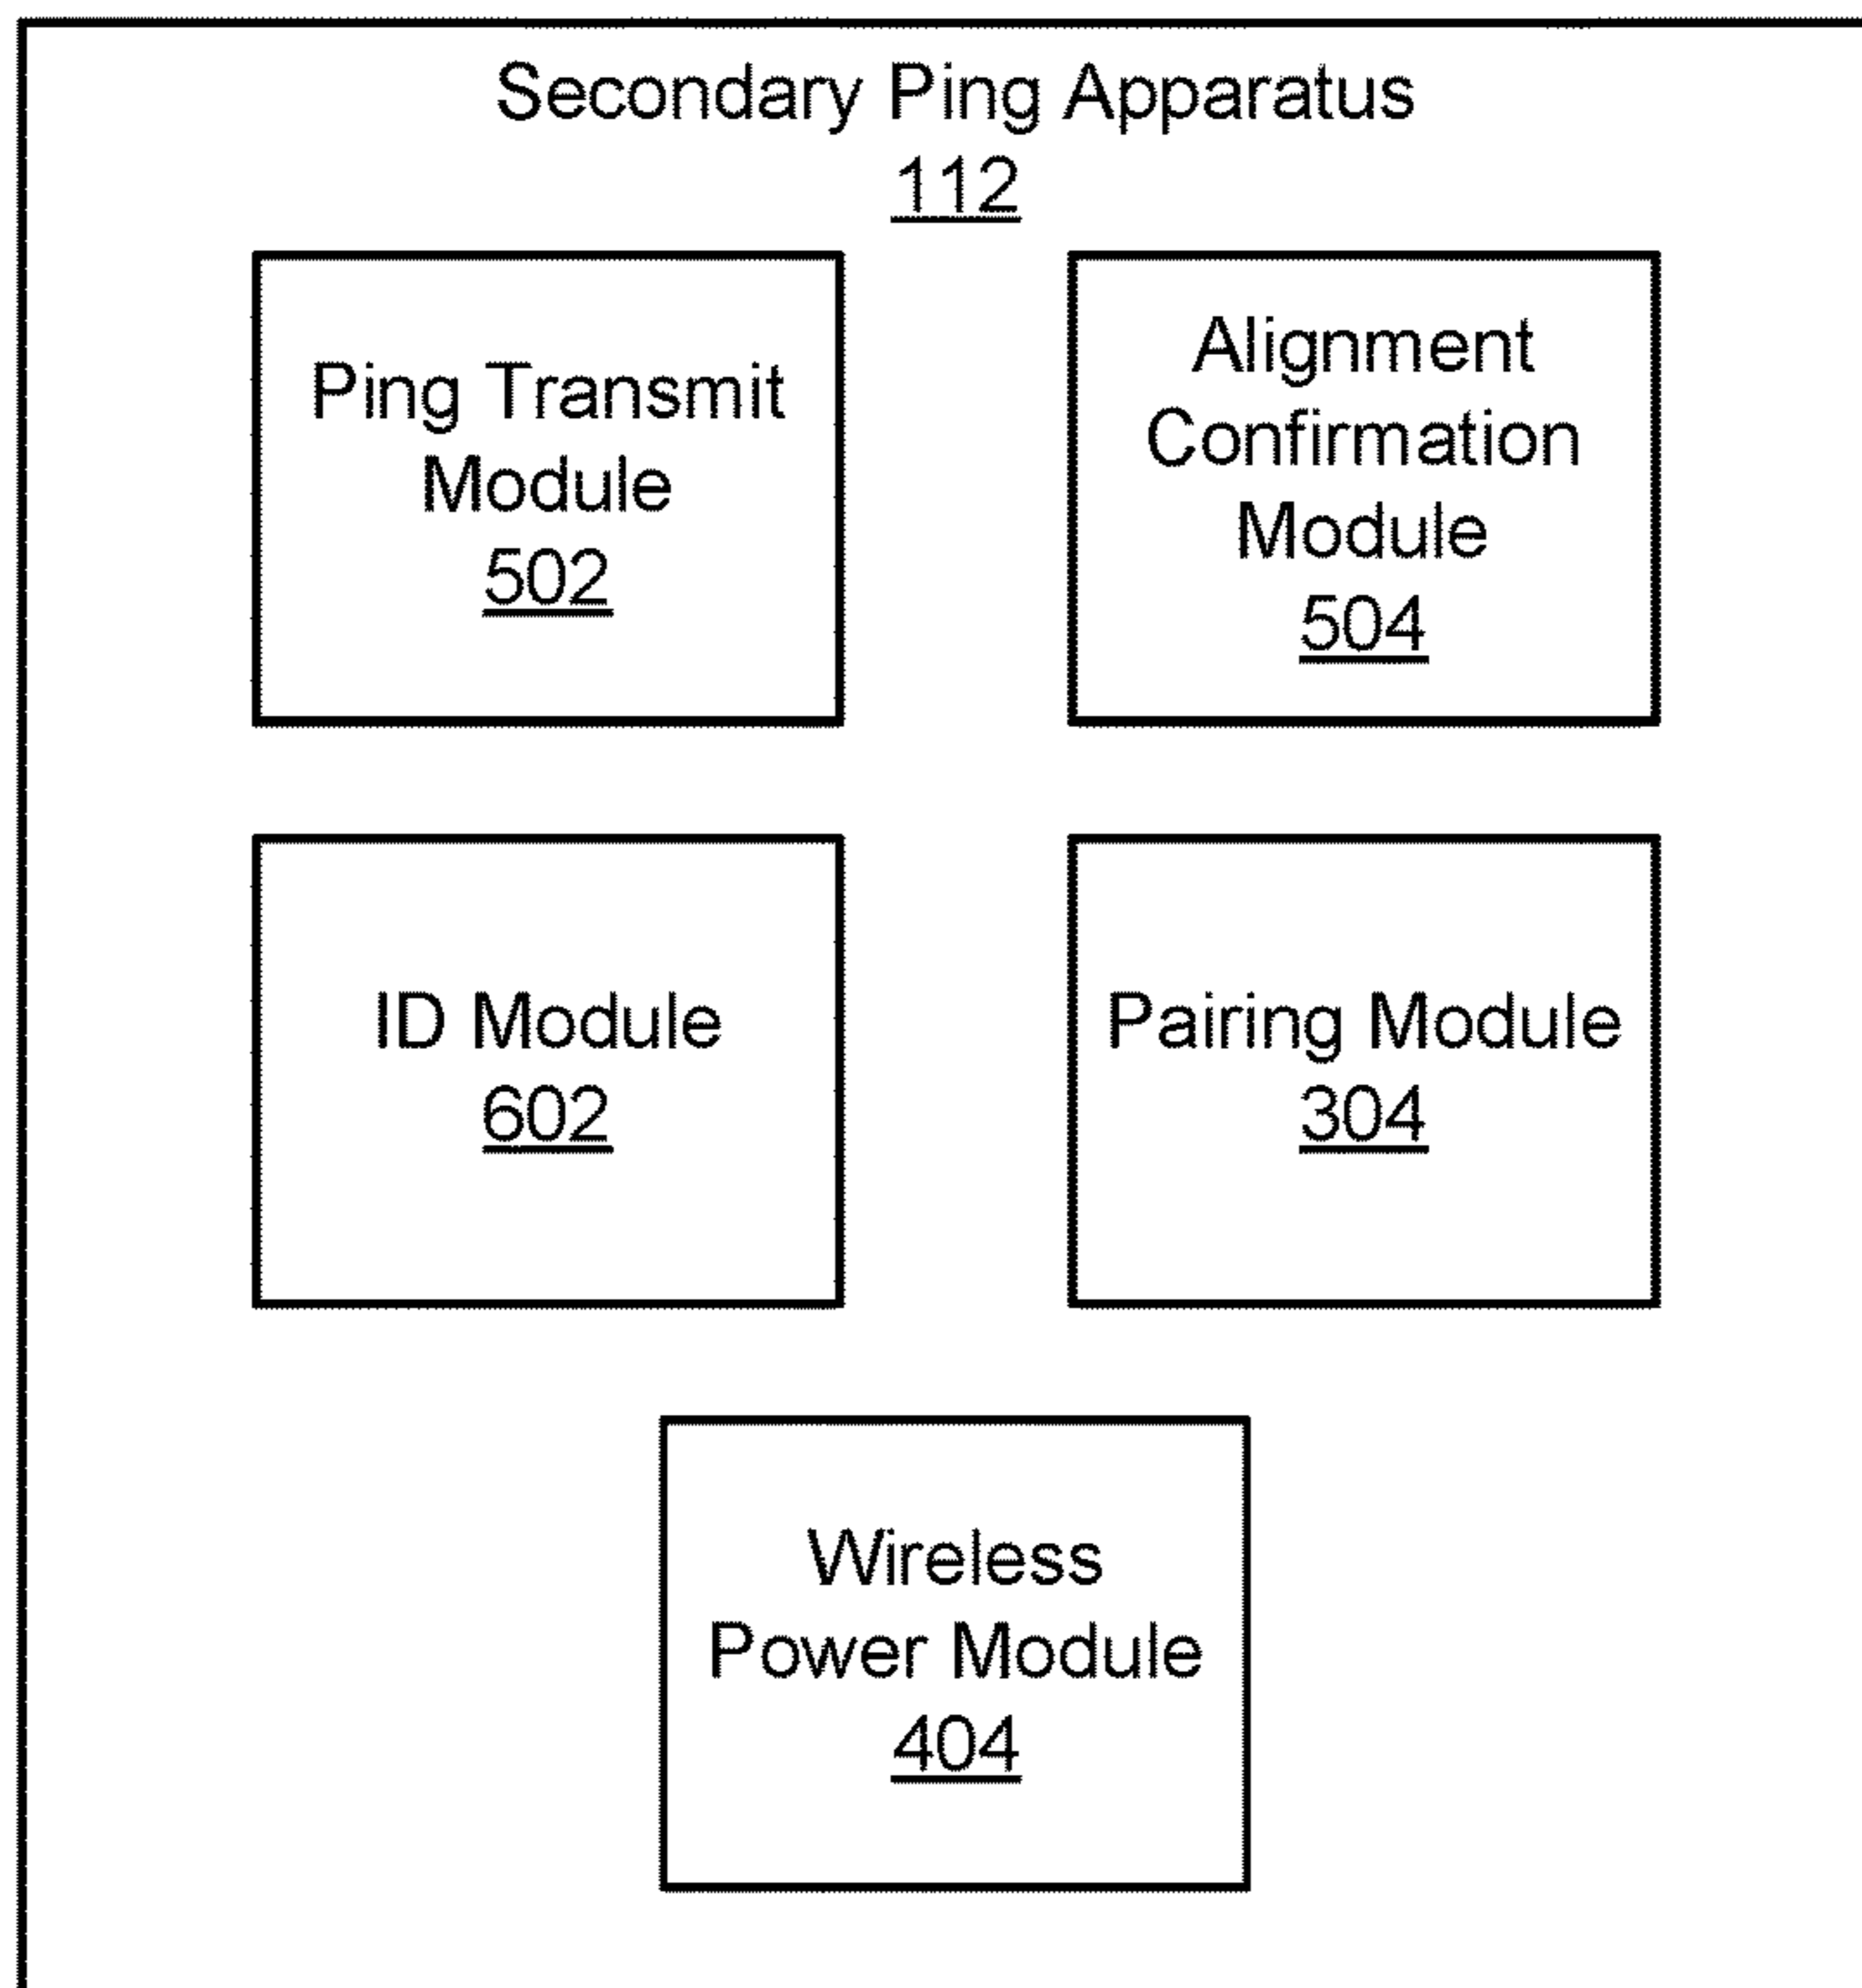 Secondary Ping Apparatus
112
Ping Transmit
Module
502
Alignment
Confirmation
Module
504
ID Module
602
Pairing Module
304
Wireless
Power Module
404